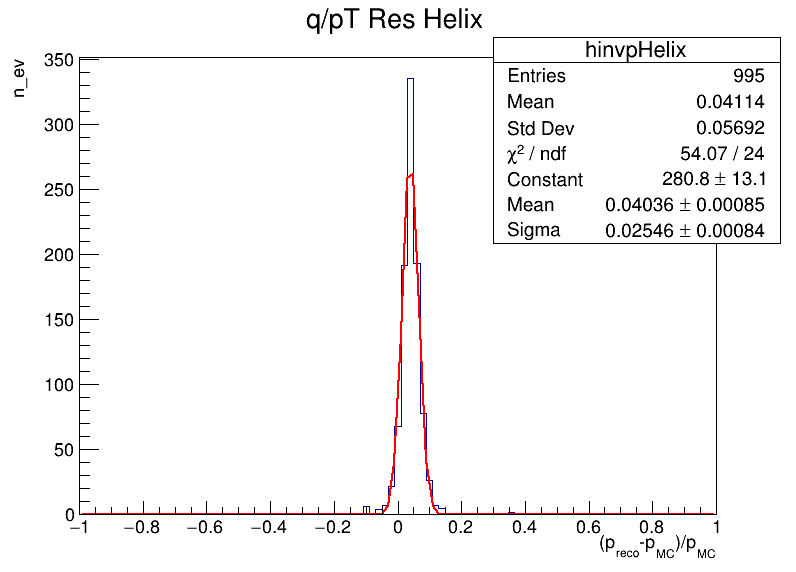 q/pT Res Helix
n_ev
350
300
250
200
150
100
50
0
−1 −0.8 −0.6 −0.4 −0.2 0 0.2 0.4 0.6 0.8 1
(p_reco-p_MC)/p_MC
hinvpHelix
Entries 995
Mean 0.04114
Std Dev 0.05692
χ² / ndf 54.07 / 24
Constant 280.8 ± 13.1
Mean 0.04036 ± 0.00085
Sigma 0.02546 ± 0.00084